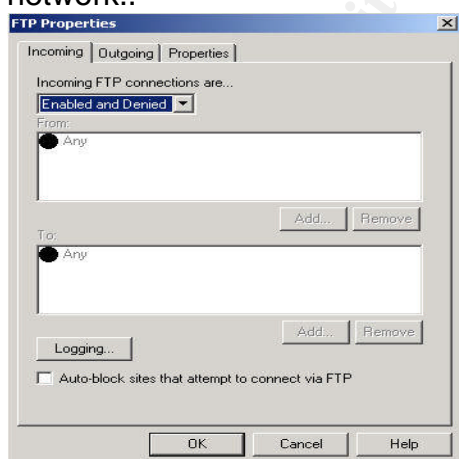 network..
FTP Properties
Incoming Outgoing Properties
Incoming FTP connections are...
Enabled and Denied
From:
Any
Add... Remove
To:
Any
Add... Remove
Logging...
Auto-block sites that attempt to connect via FTP
OK Cancel Help